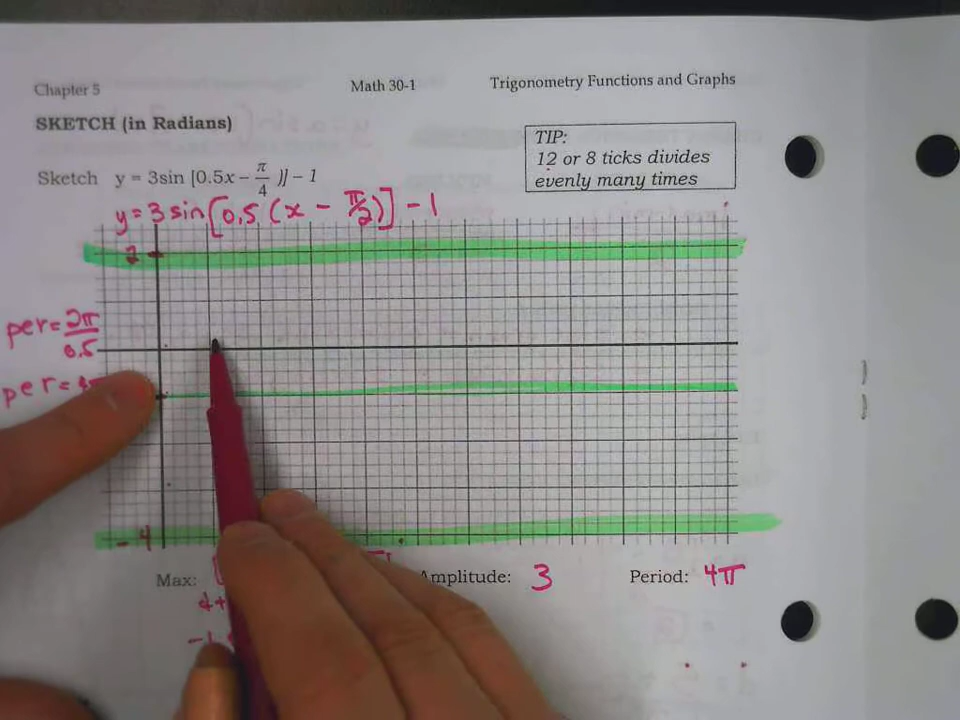 Chapter 5 Math 30-1 Trigonometry Functions and Graphs
SKETCH (in Radians)
TIP:
12 or 8 ticks divides
evenly many times
Sketch y = 3sin [0.5x − π/4 )] − 1
y = 3 sin [0.5 (x − π/2)] − 1
2
per = 2π/0.5
per =
-4
Max: Amplitude: 3 Period: 4π
d+
-1